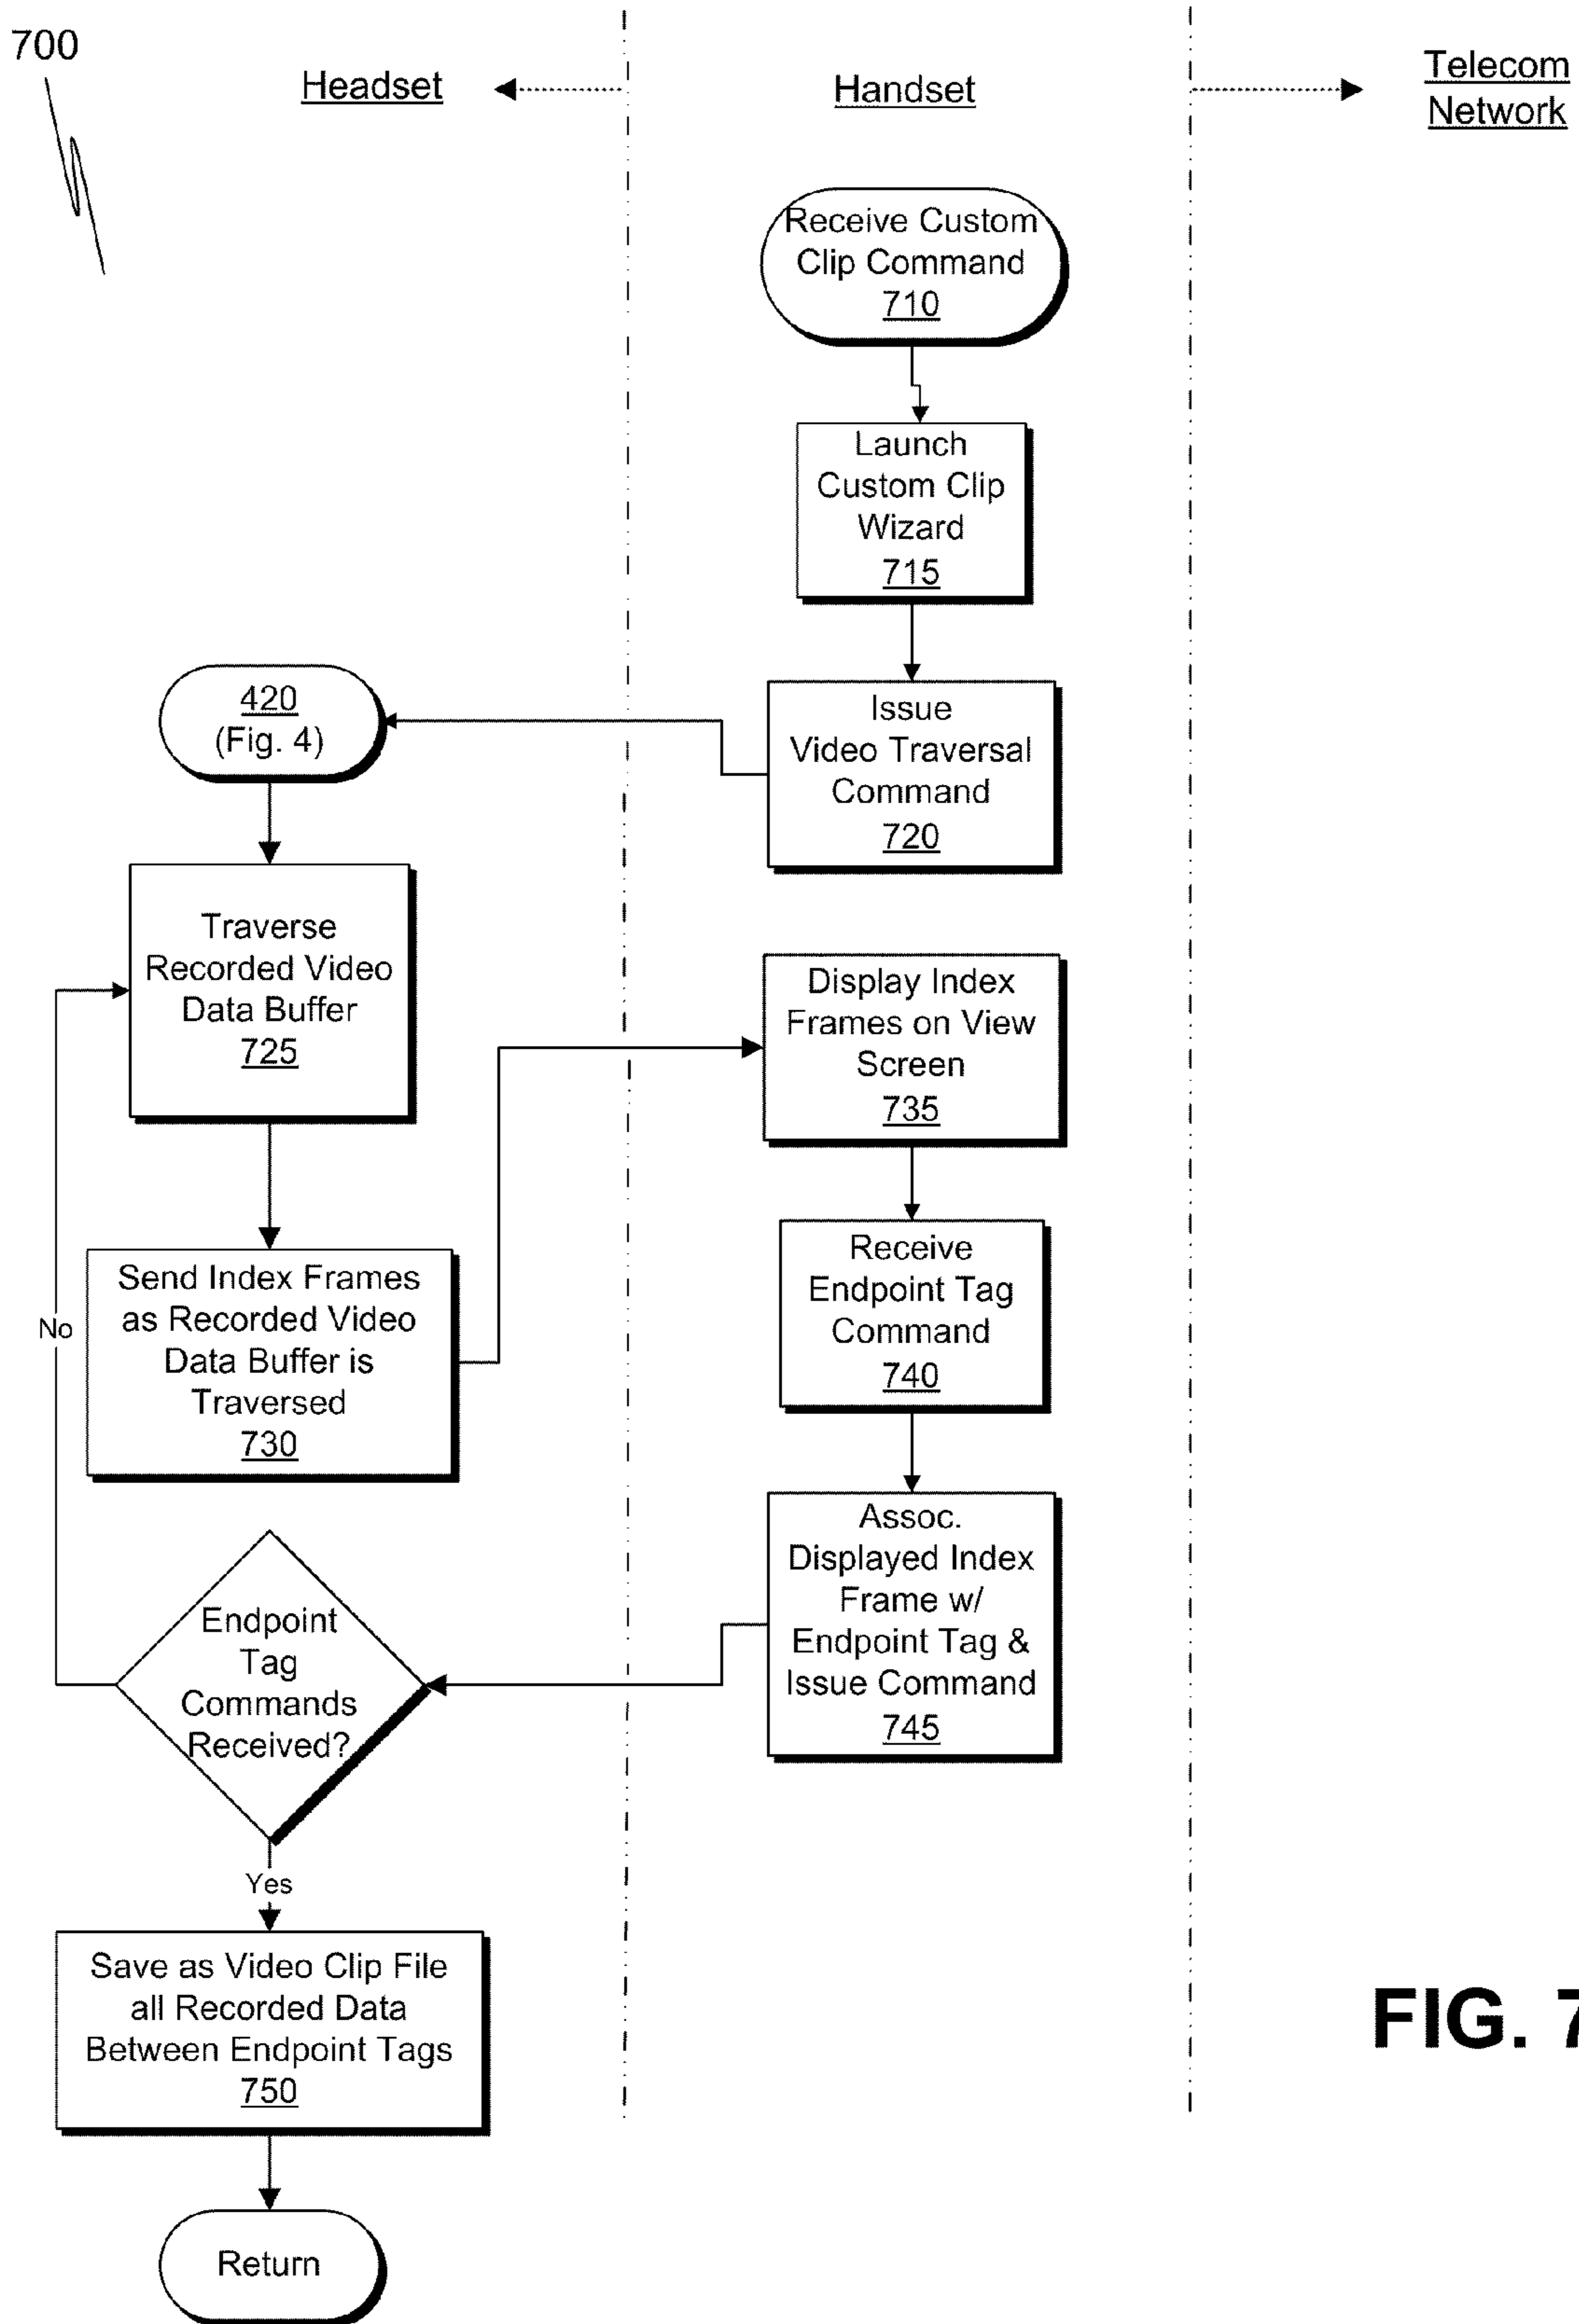 700
Headset
Handset
Telecom
Network
Receive Custom
Clip Command
710
Launch
Custom Clip
Wizard
715
420
(Fig. 4)
Issue
Video Traversal
Command
720
Traverse
Recorded Video
Data Buffer
725
Display Index
Frames on View
Screen
735
Send Index Frames
as Recorded Video
Data Buffer is
Traversed
730
No
Receive
Endpoint Tag
Command
740
Assoc.
Displayed Index
Frame w/
Endpoint Tag &
Issue Command
745
Endpoint
Tag
Commands
Received?
Yes
Save as Video Clip File
all Recorded Data
Between Endpoint Tags
750
Return
FIG. 7